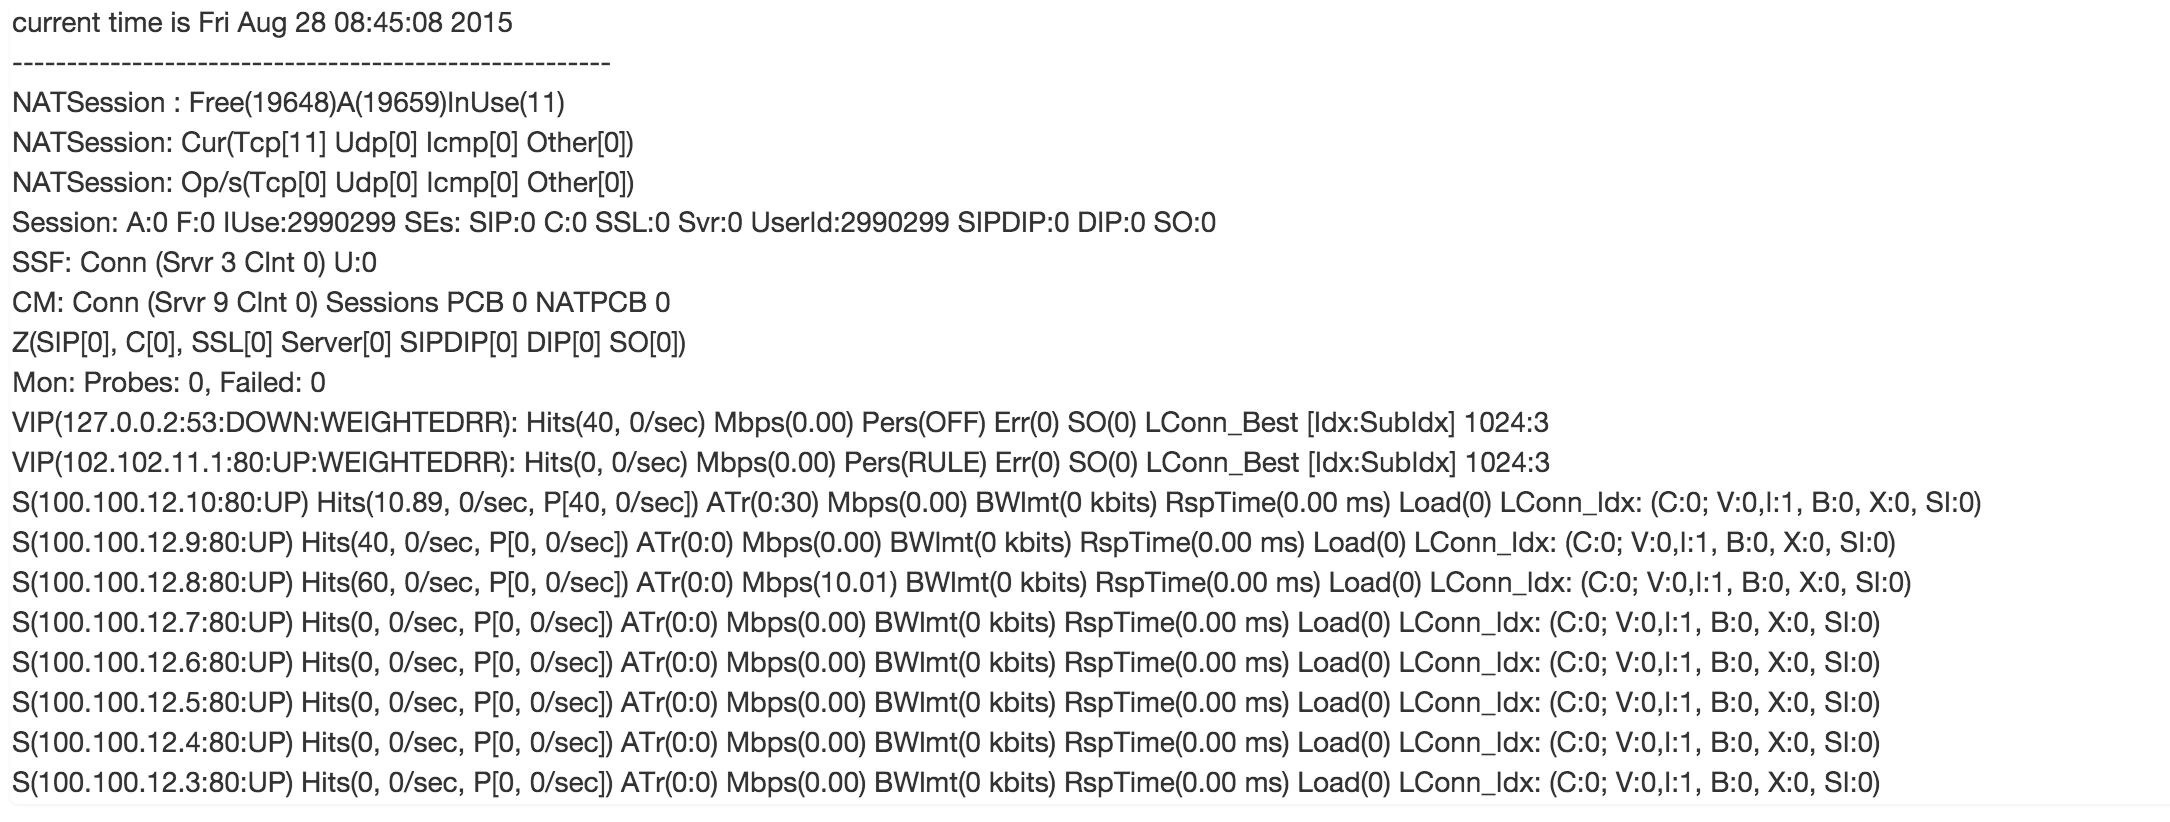 current time is Fri Aug 28 08:45:08 2015
-------------------------------------------------------
NATSession : Free(19648)A(19659)InUse(11)
NATSession: Cur(Tcp[11] Udp[0] Icmp[0] Other[0])
NATSession: Op/s(Tcp[0] Udp[0] Icmp[0] Other[0])
Session: A:0 F:0 IUse:2990299 SEs: SIP:0 C:0 SSL:0 Svr:0 UserId:2990299 SIPDIP:0 DIP:0 SO:0
SSF: Conn (Srvr 3 Clnt 0) U:0
CM: Conn (Srvr 9 Clnt 0) Sessions PCB 0 NATPCB 0
Z(SIP[0], C[0], SSL[0] Server[0] SIPDIP[0] DIP[0] SO[0])
Mon: Probes: 0, Failed: 0
VIP(127.0.0.2:53:DOWN:WEIGHTEDRR): Hits(40, 0/sec) Mbps(0.00) Pers(OFF) Err(0) SO(0) LConn_Best [Idx:SubIdx] 1024:3
VIP(102.102.11.1:80:UP:WEIGHTEDRR): Hits(0, 0/sec) Mbps(0.00) Pers(RULE) Err(0) SO(0) LConn_Best [Idx:SubIdx] 1024:3
S(100.100.12.10:80:UP) Hits(10.89, 0/sec, P[40, 0/sec]) ATr(0:30) Mbps(0.00) BWlmt(0 kbits) RspTime(0.00 ms) Load(0) LConn_Idx: (C:0; V:0,I:1, B:0, X:0, SI:0)
S(100.100.12.9:80:UP) Hits(40, 0/sec, P[0, 0/sec]) ATr(0:0) Mbps(0.00) BWlmt(0 kbits) RspTime(0.00 ms) Load(0) LConn_Idx: (C:0; V:0,I:1, B:0, X:0, SI:0)
S(100.100.12.8:80:UP) Hits(60, 0/sec, P[0, 0/sec]) ATr(0:0) Mbps(10.01) BWlmt(0 kbits) RspTime(0.00 ms) Load(0) LConn_Idx: (C:0; V:0,I:1, B:0, X:0, SI:0)
S(100.100.12.7:80:UP) Hits(0, 0/sec, P[0, 0/sec]) ATr(0:0) Mbps(0.00) BWlmt(0 kbits) RspTime(0.00 ms) Load(0) LConn_Idx: (C:0; V:0,I:1, B:0, X:0, SI:0)
S(100.100.12.6:80:UP) Hits(0, 0/sec, P[0, 0/sec]) ATr(0:0) Mbps(0.00) BWlmt(0 kbits) RspTime(0.00 ms) Load(0) LConn_Idx: (C:0; V:0,I:1, B:0, X:0, SI:0)
S(100.100.12.5:80:UP) Hits(0, 0/sec, P[0, 0/sec]) ATr(0:0) Mbps(0.00) BWlmt(0 kbits) RspTime(0.00 ms) Load(0) LConn_Idx: (C:0; V:0,I:1, B:0, X:0, SI:0)
S(100.100.12.4:80:UP) Hits(0, 0/sec, P[0, 0/sec]) ATr(0:0) Mbps(0.00) BWlmt(0 kbits) RspTime(0.00 ms) Load(0) LConn_Idx: (C:0; V:0,I:1, B:0, X:0, SI:0)
S(100.100.12.3:80:UP) Hits(0, 0/sec, P[0, 0/sec]) ATr(0:0) Mbps(0.00) BWlmt(0 kbits) RspTime(0.00 ms) Load(0) LConn_Idx: (C:0; V:0,I:1, B:0, X:0, SI:0)